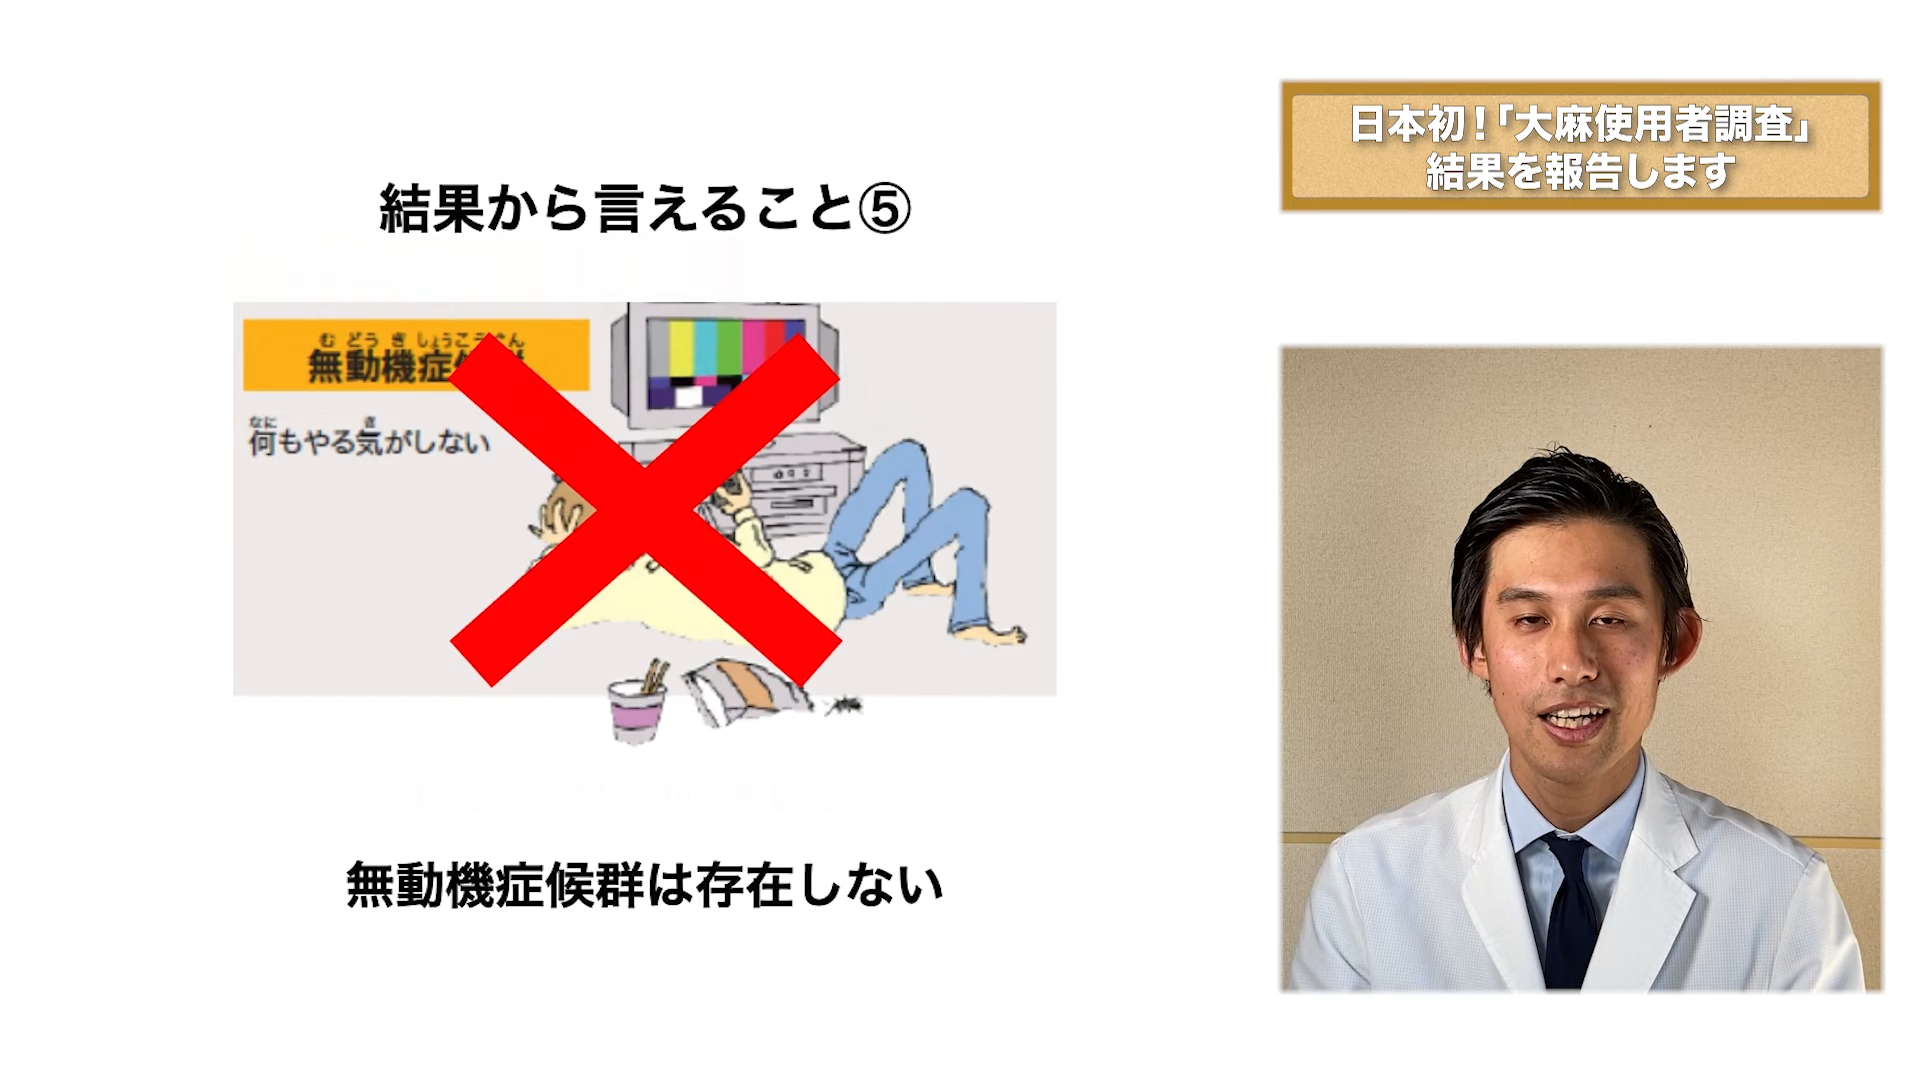 結果から言えること⑤
日本初!「大麻使用者調査」
結果を報告します
む どう き しょうこう ぐん
無動機症候群
なに き
何もやる気がしない
無動機症候群は存在しない